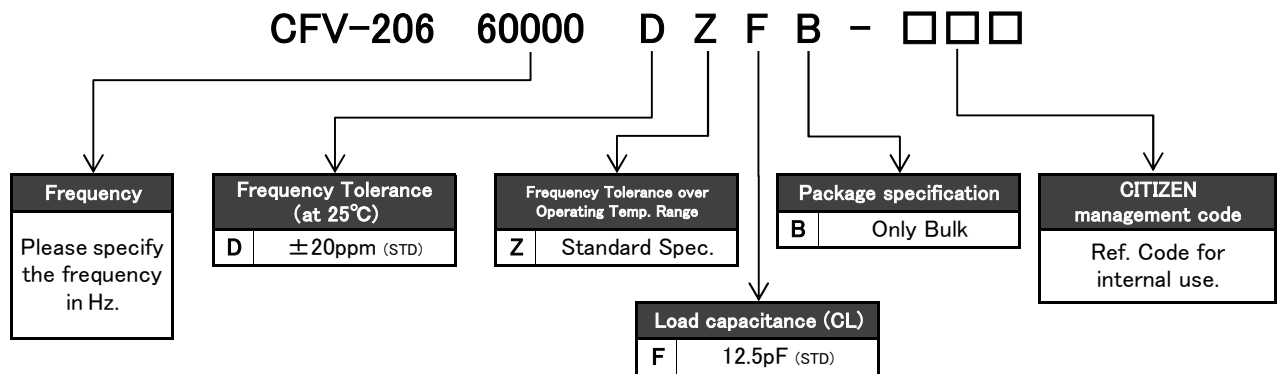 CFV-206 60000 D Z F B - □□□
Frequency
Please specify
the frequency
in Hz.
Frequency Tolerance
(at 25℃)
D ±20ppm (STD)
Frequency Tolerance over
Operating Temp. Range
Z Standard Spec.
Load capacitance (CL)
F 12.5pF (STD)
Package specification
B Only Bulk
CITIZEN
management code
Ref. Code for
internal use.